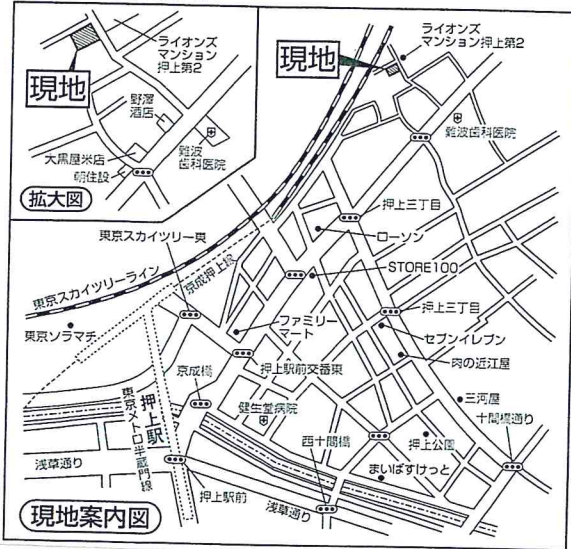 ライオンズ
マンション
押上第2
現地
野澤
酒店
難波
歯科医院
大黒屋米店
朝住設
拡大図
ライオンズ
マンション押上第2
現地
難波
歯科医院
押上三丁目
ローソン
STORE100
東京スカイツリー東
東京スカイツリーライン
京成押上線
押上三丁目
セブンイレブン
肉の近江屋
東京ソラマチ
ファミリー
マート
押上駅前交番東
京成橋
三河屋
十間橋通り
健生堂病院
西十間橋
押上公園
まいばすけっと
押上駅
東京メトロ半蔵門線
浅草通り
押上駅前
浅草通り
現地案内図